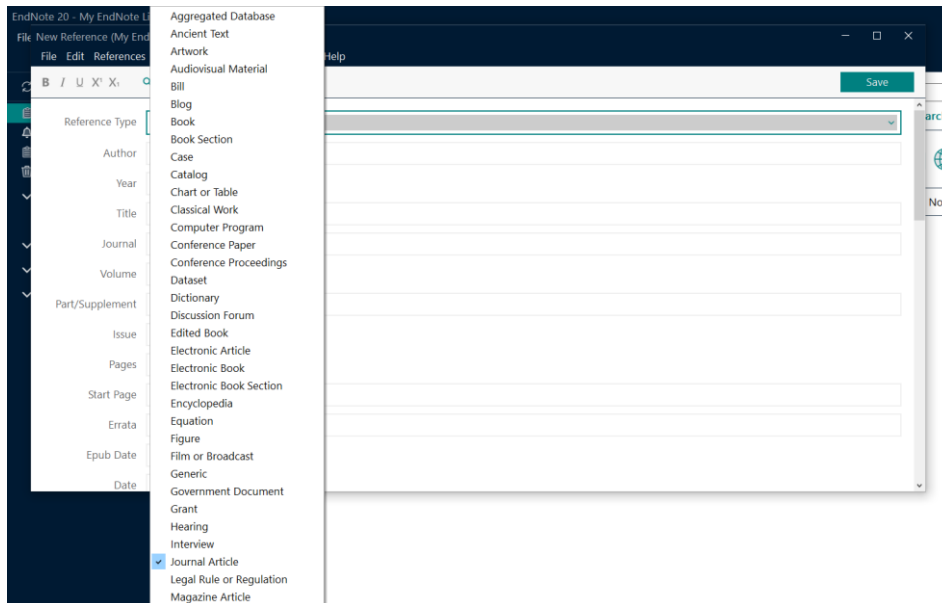 EndNote 20 - My EndNote Li
File New Reference (My End
File Edit References Help
B I U X¹ X₁ Save
Reference Type
Author
Year
Title
Journal
Volume
Part/Supplement
Issue
Pages
Start Page
Errata
Epub Date
Date
Aggregated Database
Ancient Text
Artwork
Audiovisual Material
Bill
Blog
Book
Book Section
Case
Catalog
Chart or Table
Classical Work
Computer Program
Conference Paper
Conference Proceedings
Dataset
Dictionary
Discussion Forum
Edited Book
Electronic Article
Electronic Book
Electronic Book Section
Encyclopedia
Equation
Figure
Film or Broadcast
Generic
Government Document
Grant
Hearing
Interview
Journal Article
Legal Rule or Regulation
Magazine Article
arc
No